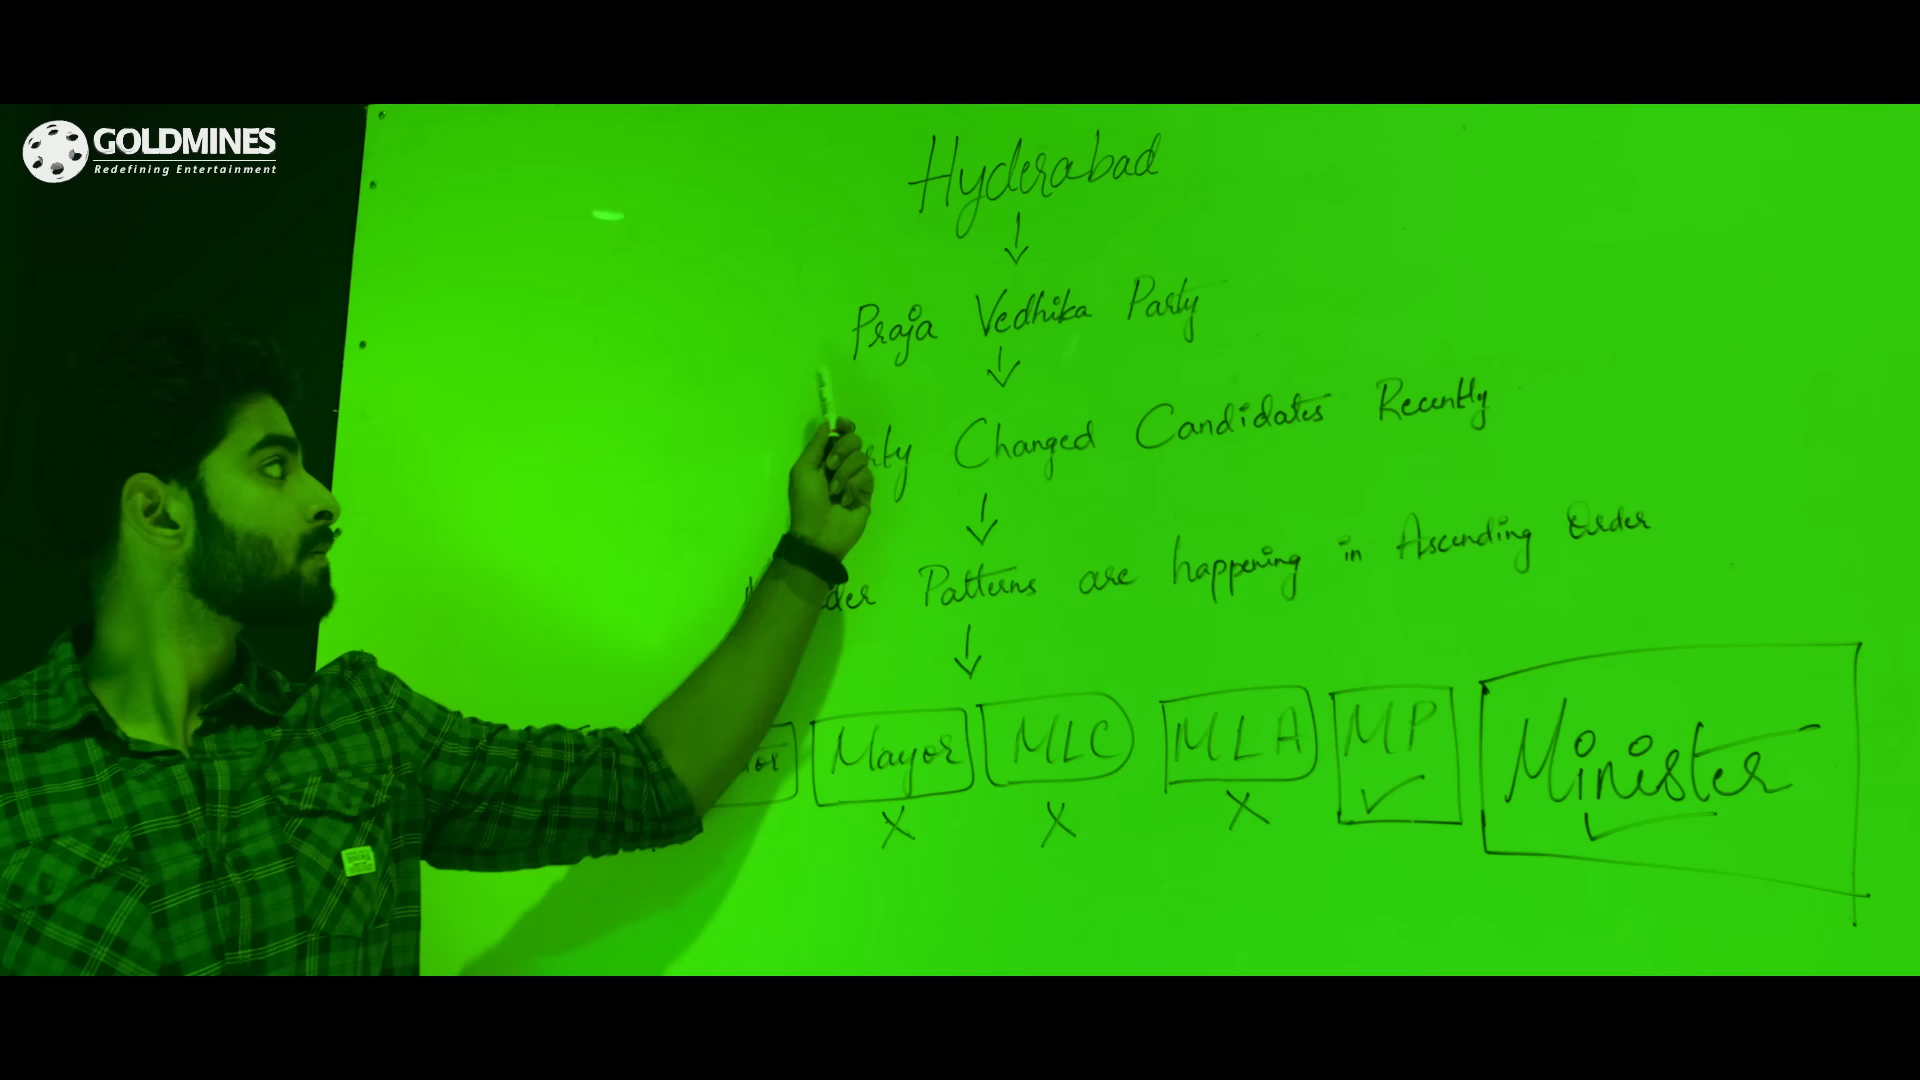 GOLDMINES
Redefining Entertainment
Hyderabad
Praja Vedhika Party
Changed Candidates Recently
Patterns are happening in Ascending Order
Mayor MLC MLA MP Minister